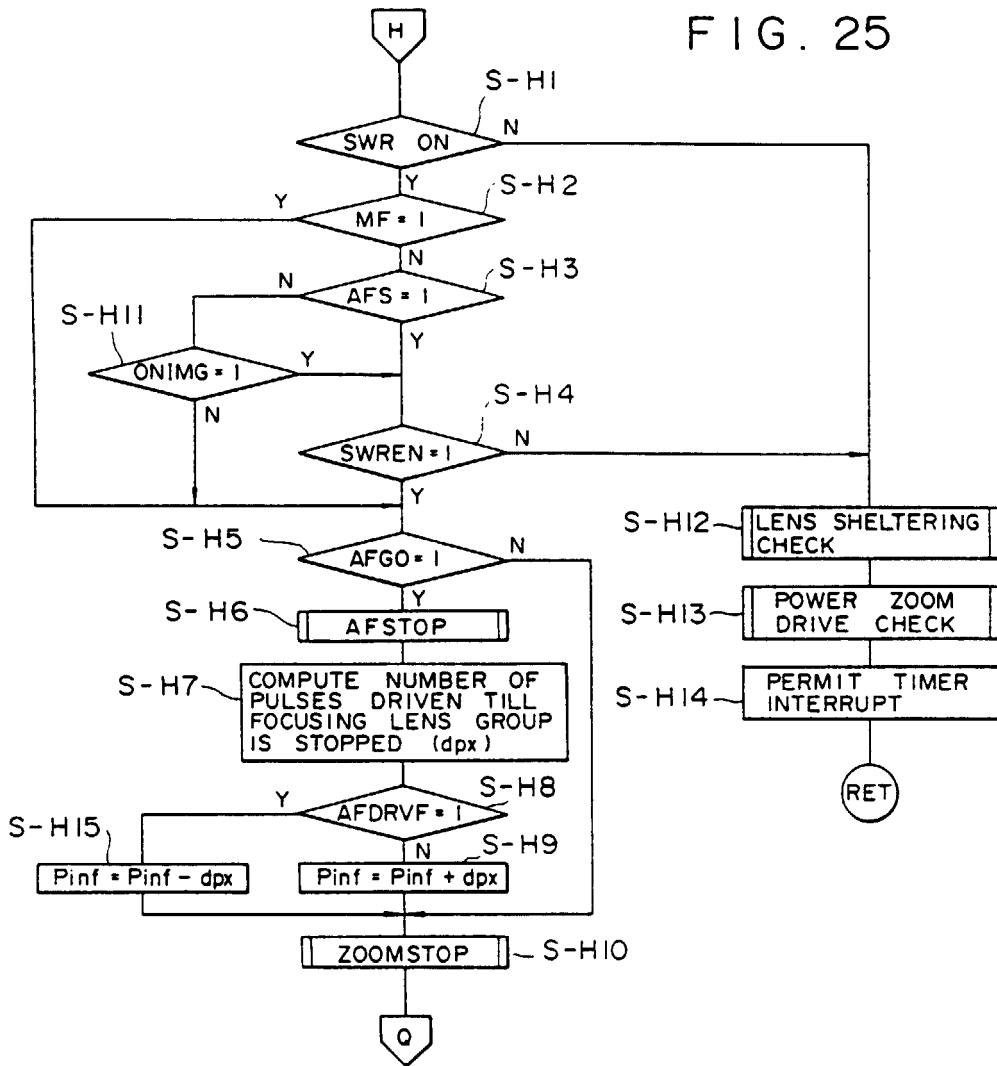 FIG. 25
H
S-H1
SWR ON
N
Y
S-H2
Y
MF = 1
N
S-H3
N
AFS = 1
S-H11
Y
ONIMG = 1
Y
N
S-H4
SWREN = 1
N
Y
S-H5
AFGO = 1
N
Y
S-H6
AFSTOP
S-H7
COMPUTE NUMBER OF
PULSES DRIVEN TILL
FOCUSING LENS GROUP
IS STOPPED (dpx)
S-H8
Y
AFDRVF = 1
N
S-H15
S-H9
Pinf = Pinf - dpx
Pinf = Pinf + dpx
ZOOMSTOP
S-H10
Q
S-H12
LENS SHELTERING
CHECK
S-H13
POWER ZOOM
DRIVE CHECK
S-H14
PERMIT TIMER
INTERRUPT
RET